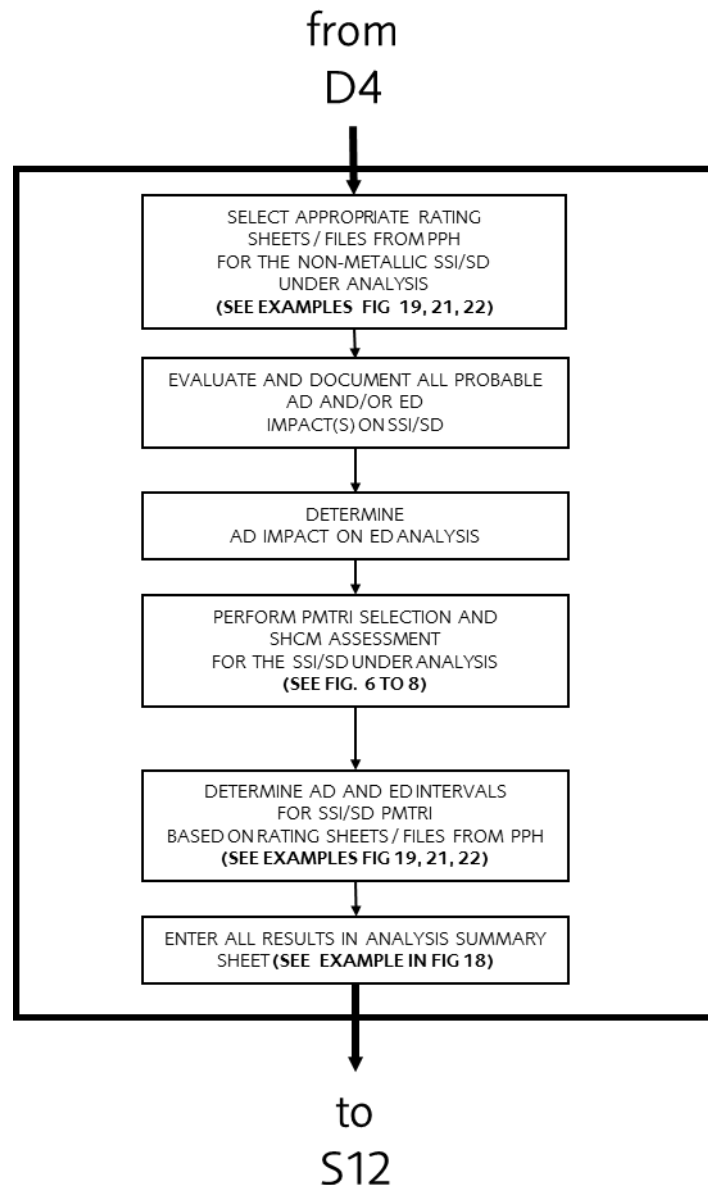 from
D4
SELECT APPROPRIATE RATING
SHEETS / FILES FROM PPH
FOR THE NON-METALLIC SSI/SD
UNDER ANALYSIS
(SEE EXAMPLES FIG 19, 21, 22)
EVALUATE AND DOCUMENT ALL PROBABLE
AD AND/OR ED
IMPACT(S) ON SSI/SD
DETERMINE
AD IMPACT ON ED ANALYSIS
PERFORM PMTRI SELECTION AND
SHCM ASSESSMENT
FOR THE SSI/SD UNDER ANALYSIS
(SEE FIG. 6 TO 8)
DETERMINE AD AND ED INTERVALS
FOR SSI/SD PMTRI
BASED ON RATING SHEETS / FILES FROM PPH
(SEE EXAMPLES FIG 19, 21, 22)
ENTER ALL RESULTS IN ANALYSIS SUMMARY
SHEET (SEE EXAMPLE IN FIG 18)
to
S12